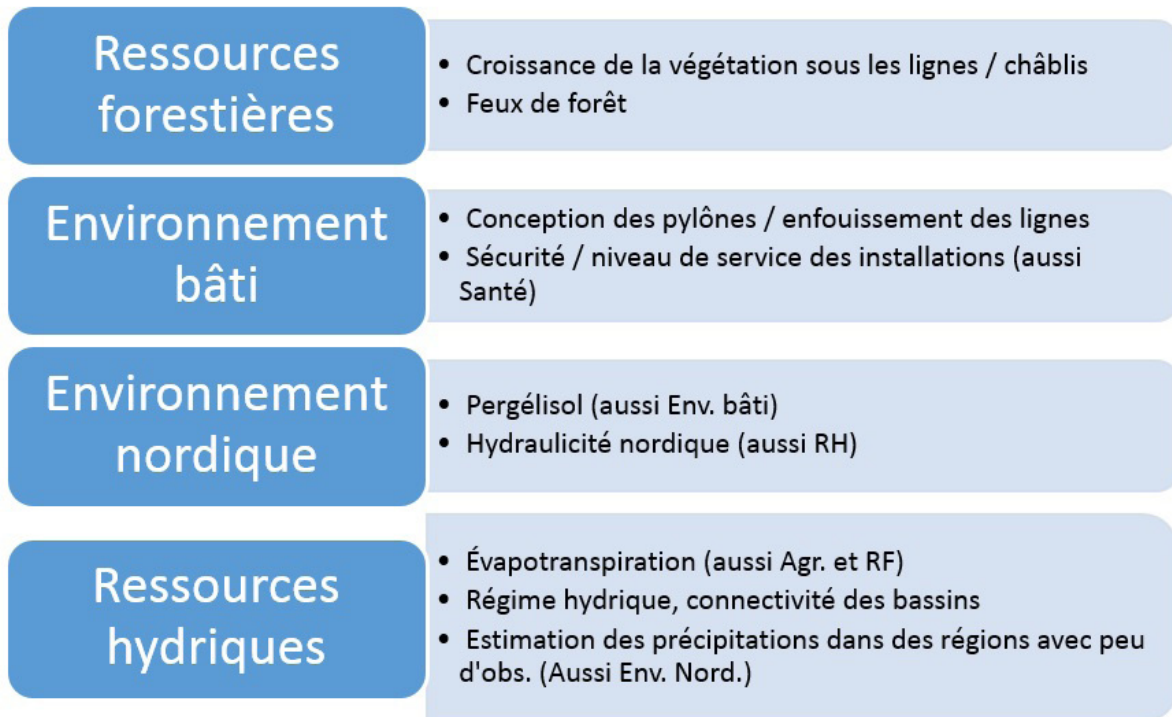 Ressources
forestières
• Croissance de la végétation sous les lignes / châblis
• Feux de forêt
Environnement
bâti
• Conception des pylônes / enfouissement des lignes
• Sécurité / niveau de service des installations (aussi
Santé)
Environnement
nordique
• Pergélisol (aussi Env. bâti)
• Hydraulicité nordique (aussi RH)
Ressources
hydriques
• Évapotranspiration (aussi Agr. et RF)
• Régime hydrique, connectivité des bassins
• Estimation des précipitations dans des régions avec peu
d'obs. (Aussi Env. Nord.)